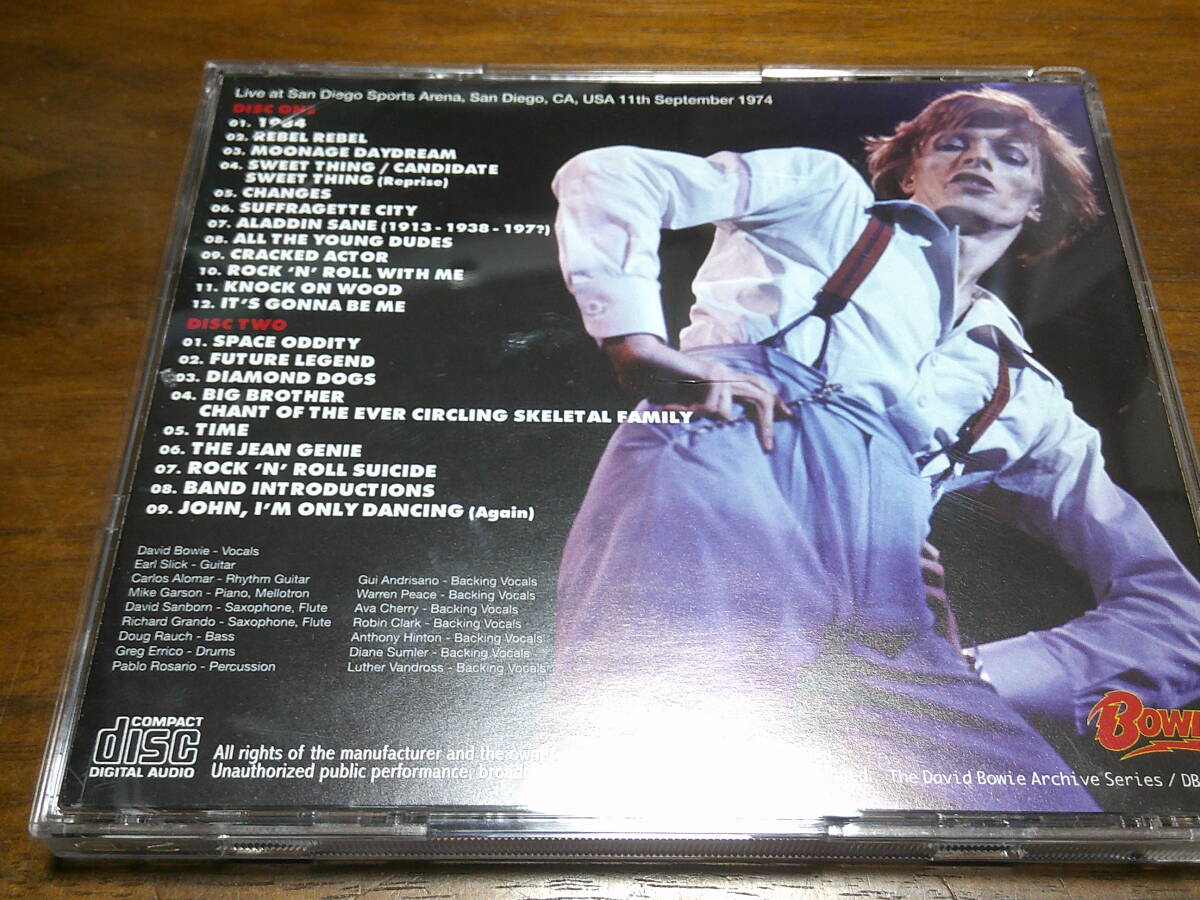 Live at San Diego Sports Arena, San Diego, CA, USA 11th September 1974
DISC ONE
01. 1984
02. REBEL REBEL
03. MOONAGE DAYDREAM
04. SWEET THING / CANDIDATE
SWEET THING (Reprise)
05. CHANGES
06. SUFFRAGETTE CITY
07. ALADDIN SANE (1913 - 1938 - 197?)
08. ALL THE YOUNG DUDES
09. CRACKED ACTOR
10. ROCK 'N' ROLL WITH ME
11. KNOCK ON WOOD
12. IT'S GONNA BE ME
DISC TWO
01. SPACE ODDITY
02. FUTURE LEGEND
03. DIAMOND DOGS
04. BIG BROTHER
CHANT OF THE EVER CIRCLING SKELETAL FAMILY
05. TIME
06. THE JEAN GENIE
07. ROCK 'N' ROLL SUICIDE
08. BAND INTRODUCTIONS
09. JOHN, I'M ONLY DANCING (Again)
David Bowie - Vocals
Earl Slick - Guitar
Carlos Alomar - Rhythm Guitar
Mike Garson - Piano, Mellotron
David Sanborn - Saxophone, Flute
Richard Grando - Saxophone, Flute
Doug Rauch - Bass
Greg Errico - Drums
Pablo Rosario - Percussion
Gui Andrisano - Backing Vocals
Warren Peace - Backing Vocals
Ava Cherry - Backing Vocals
Robin Clark - Backing Vocals
Anthony Hinton - Backing Vocals
Diane Sumler - Backing Vocals
Luther Vandross - Backing Vocals
COMPACT
disc
DIGITAL AUDIO
All rights of the manufacturer and the
Unauthorized public performance,
The David Bowie Archive Series / DB
BOWIE